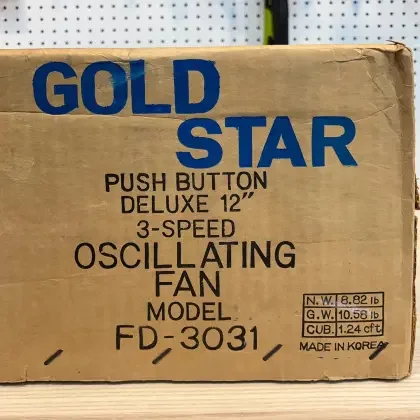 GOLD
STAR
PUSH BUTTON
DELUXE 12"
3-SPEED
OSCILLATING
FAN
MODEL
FD-3031
N.W. 8.82 lb
G.W. 10.58 lb
CUB. 1.24 cft
MADE IN KOREA